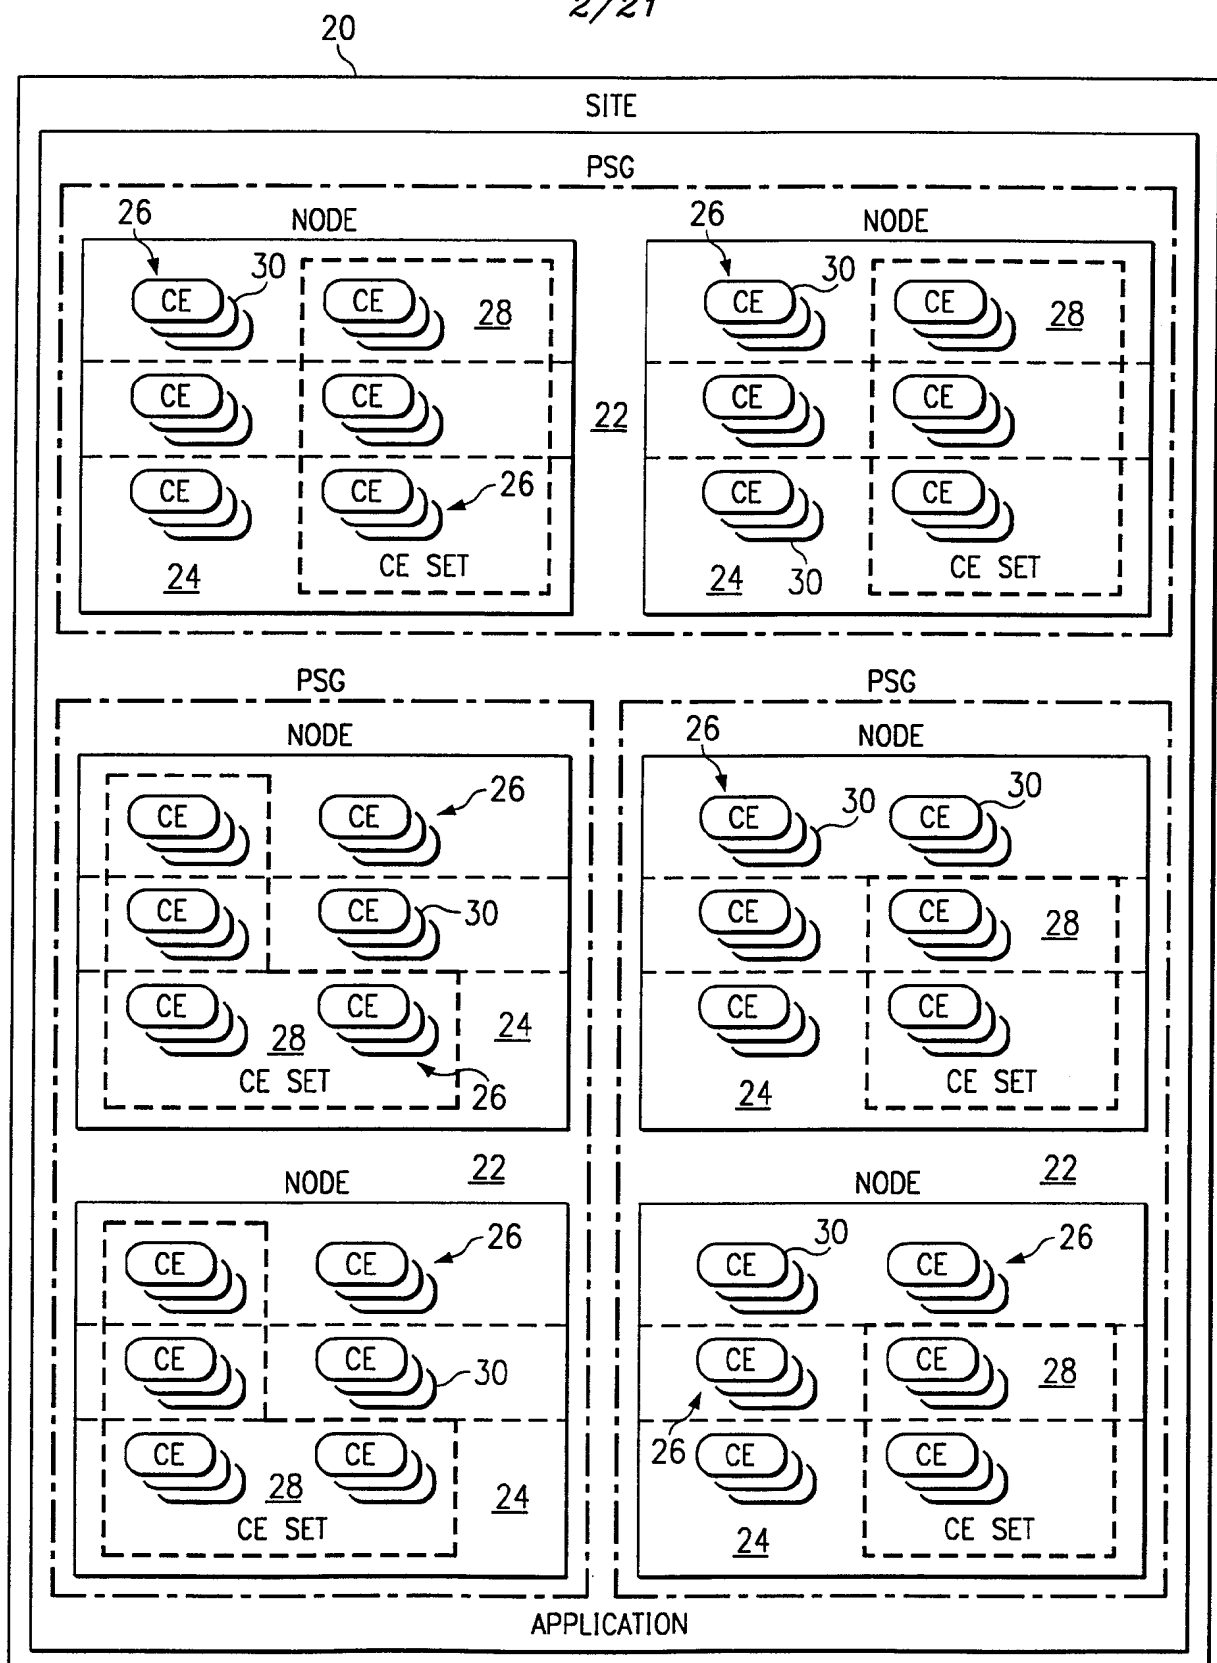 2/21
20
SITE
PSG
NODE NODE
26 26
30 30
CE CE 28 CE CE 28
CE CE 22 CE CE
CE CE 26 CE CE
24 CE SET 24 30 CE SET
PSG PSG
NODE NODE
26 26 30 30
CE CE CE CE
CE CE 30 CE CE 28
CE 28 CE 24 CE CE
CE SET 26 24 CE SET
22 22
NODE NODE
26 30 26
CE CE CE CE
CE CE 30 CE CE 28
26
CE 28 CE 24 CE CE
CE SET 24 CE SET
APPLICATION